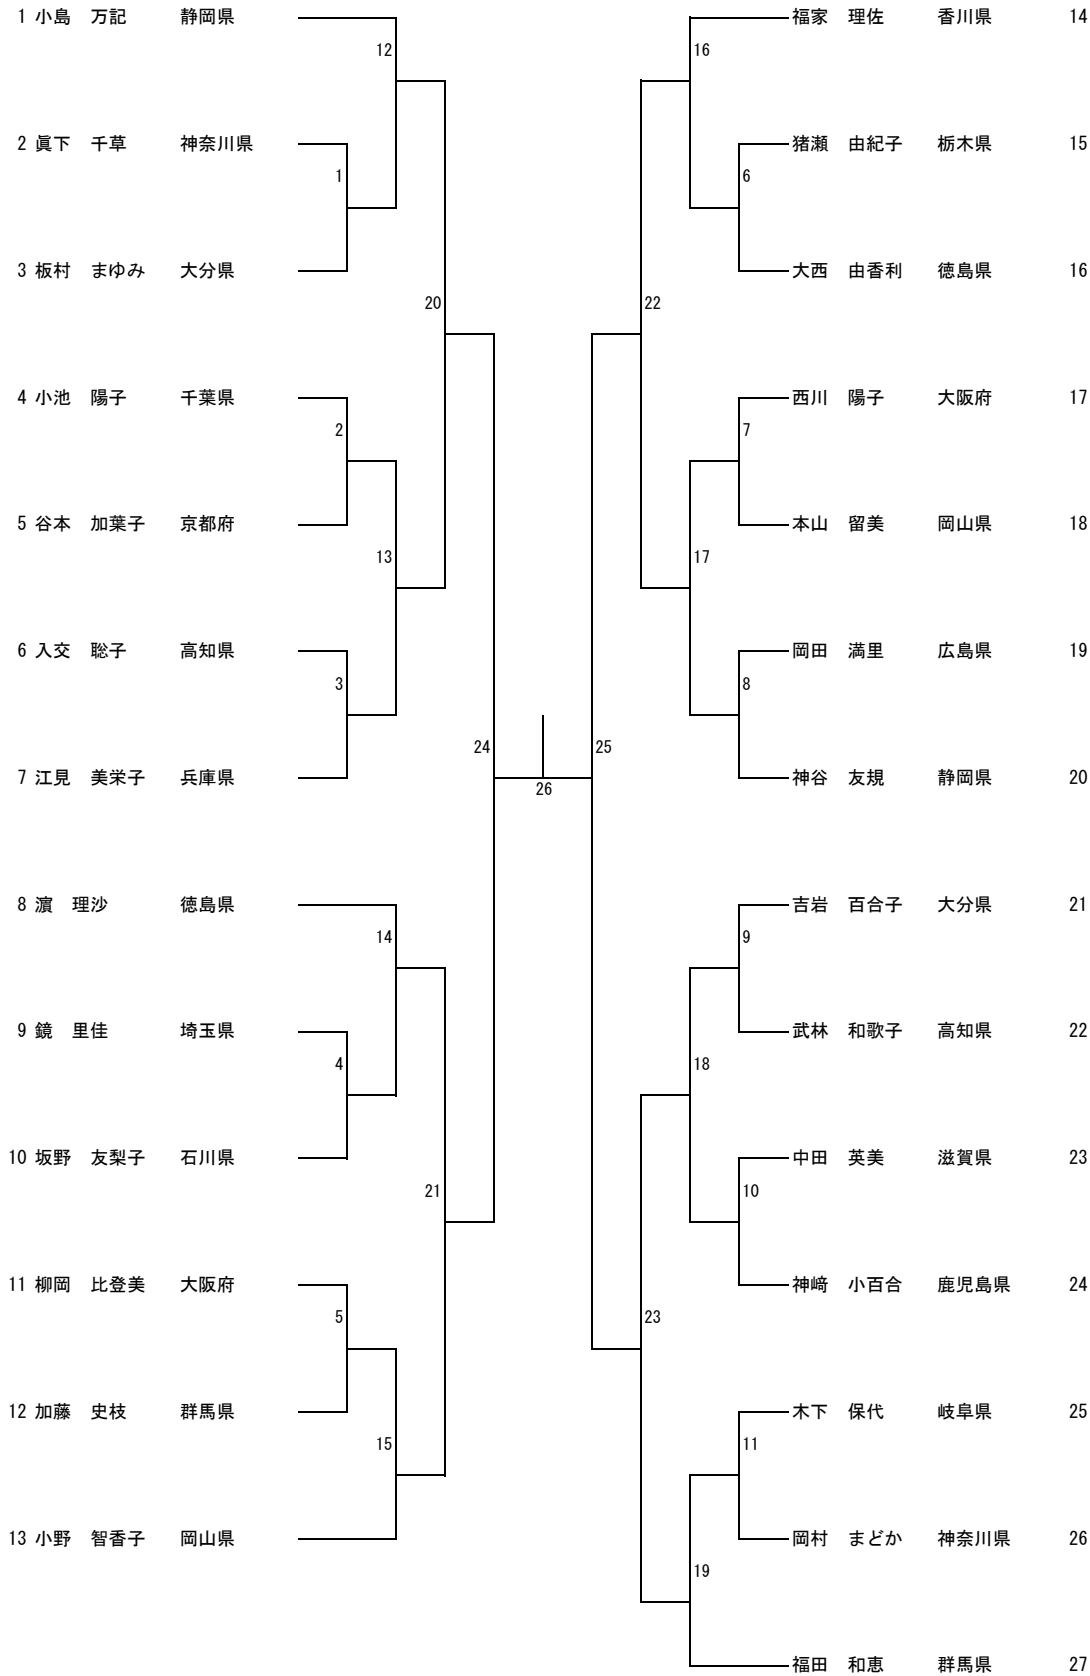 1 小島　万記　静岡県
12
2 眞下　千草　神奈川県
1
3 板村　まゆみ　大分県
20
4 小池　陽子　千葉県
2
5 谷本　加葉子　京都府
13
6 入交　聡子　高知県
3
24
7 江見　美栄子　兵庫県
26
8 濵　理沙　徳島県
14
9 鏡　里佳　埼玉県
4
10 坂野　友梨子　石川県
21
11 柳岡　比登美　大阪府
5
12 加藤　史枝　群馬県
15
13 小野　智香子　岡山県
福家　理佐　香川県　14
16
猪瀬　由紀子　栃木県　15
6
大西　由香利　徳島県　16
22
西川　陽子　大阪府　17
7
本山　留美　岡山県　18
17
岡田　満里　広島県　19
8
25
神谷　友規　静岡県　20
吉岩　百合子　大分県　21
9
武林　和歌子　高知県　22
18
中田　英美　滋賀県　23
10
神﨑　小百合　鹿児島県　24
23
木下　保代　岐阜県　25
11
岡村　まどか　神奈川県　26
19
福田　和恵　群馬県　27